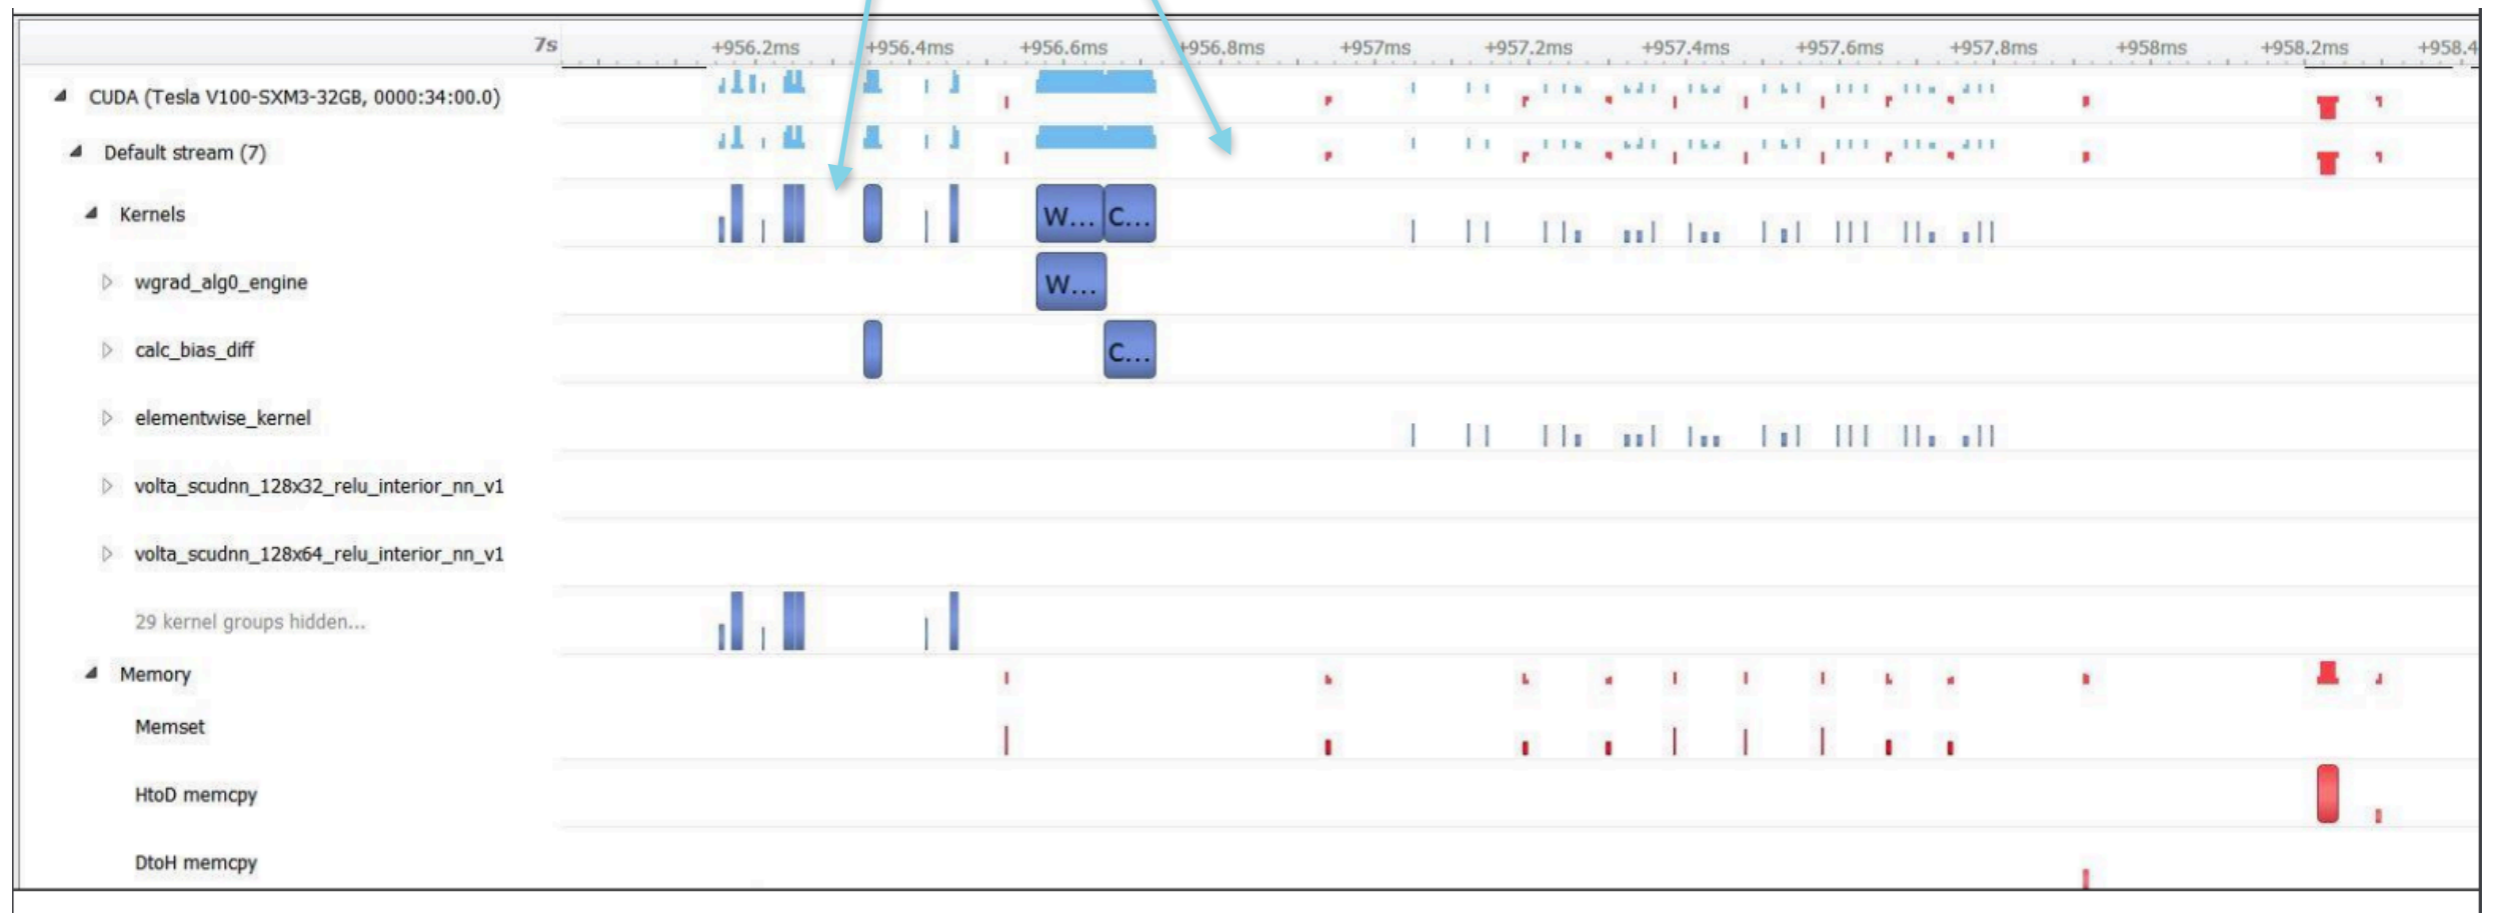 7s +956.2ms +956.4ms +956.6ms +956.8ms +957ms +957.2ms +957.4ms +957.6ms +957.8ms +958ms +958.2ms +958.4
CUDA (Tesla V100-SXM3-32GB, 0000:34:00.0)
Default stream (7)
Kernels W... C...
wgrad_alg0_engine W...
calc_bias_diff C...
elementwise_kernel
volta_scudnn_128x32_relu_interior_nn_v1
volta_scudnn_128x64_relu_interior_nn_v1
29 kernel groups hidden...
Memory
Memset
HtoD memcpy
DtoH memcpy